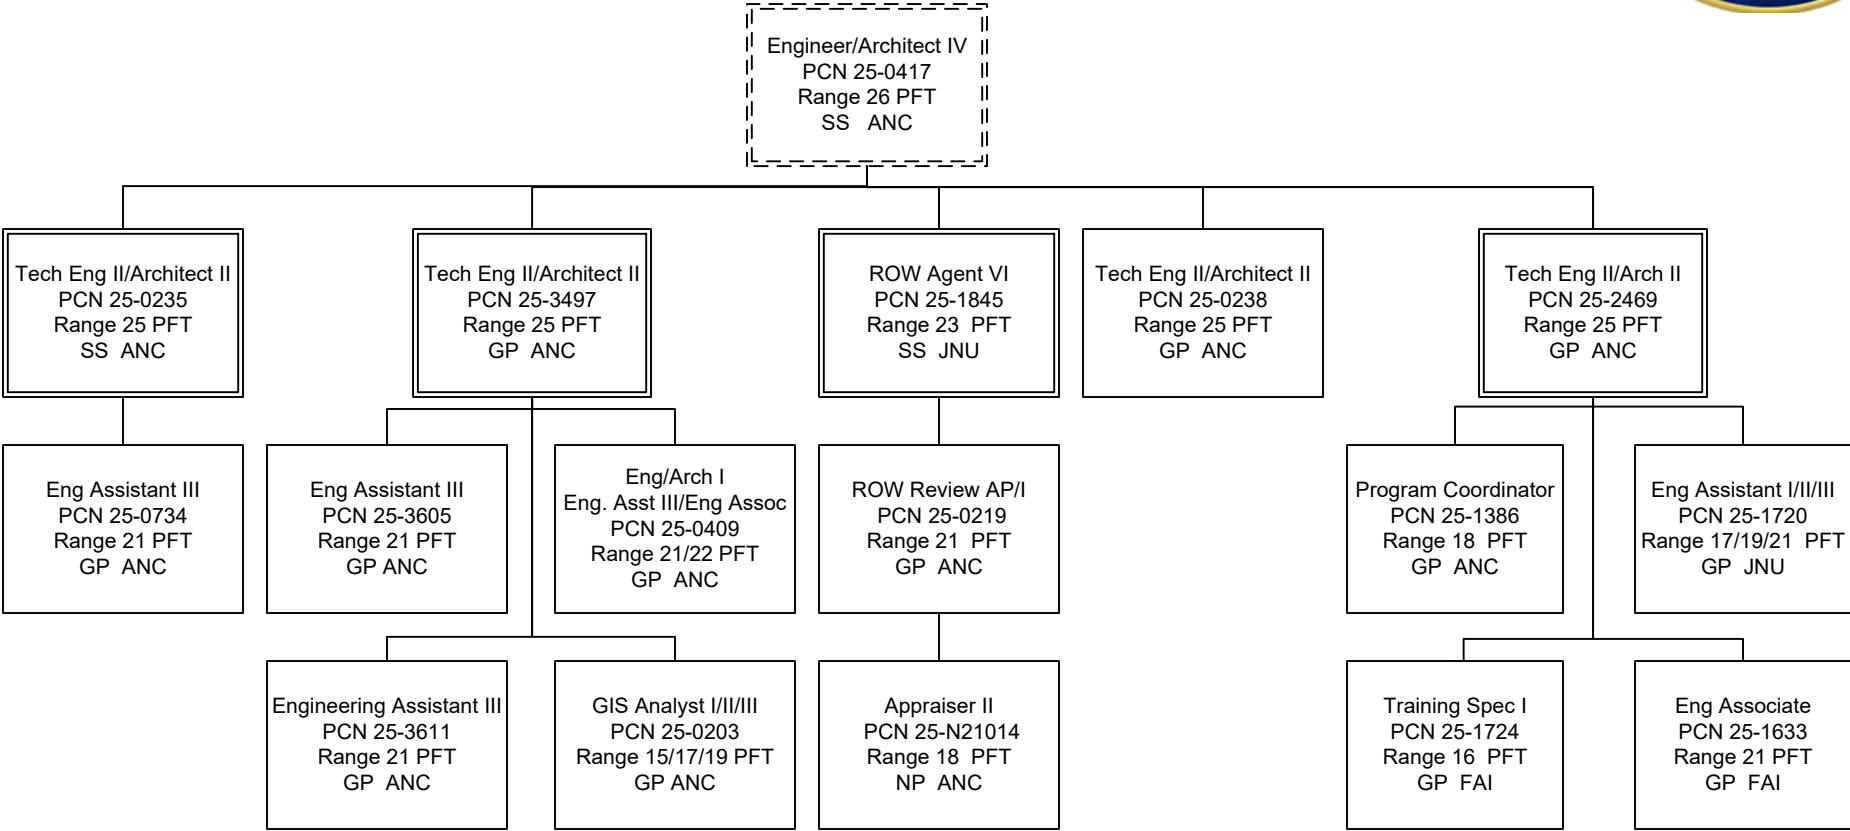 Engineer/Architect IV
PCN 25-0417
Range 26 PFT
SS ANC
Tech Eng II/Architect II
PCN 25-0235
Range 25 PFT
SS ANC
Tech Eng II/Architect II
PCN 25-3497
Range 25 PFT
GP ANC
ROW Agent VI
PCN 25-1845
Range 23 PFT
SS JNU
Tech Eng II/Architect II
PCN 25-0238
Range 25 PFT
GP ANC
Tech Eng II/Arch II
PCN 25-2469
Range 25 PFT
GP ANC
Eng Assistant III
PCN 25-0734
Range 21 PFT
GP ANC
Eng Assistant III
PCN 25-3605
Range 21 PFT
GP ANC
Eng/Arch I
Eng. Asst III/Eng Assoc
PCN 25-0409
Range 21/22 PFT
GP ANC
ROW Review AP/I
PCN 25-0219
Range 21 PFT
GP ANC
Program Coordinator
PCN 25-1386
Range 18 PFT
GP ANC
Eng Assistant I/II/III
PCN 25-1720
Range 17/19/21 PFT
GP JNU
Engineering Assistant III
PCN 25-3611
Range 21 PFT
GP ANC
GIS Analyst I/II/III
PCN 25-0203
Range 15/17/19 PFT
GP ANC
Appraiser II
PCN 25-N21014
Range 18 PFT
NP ANC
Training Spec I
PCN 25-1724
Range 16 PFT
GP FAI
Eng Associate
PCN 25-1633
Range 21 PFT
GP FAI